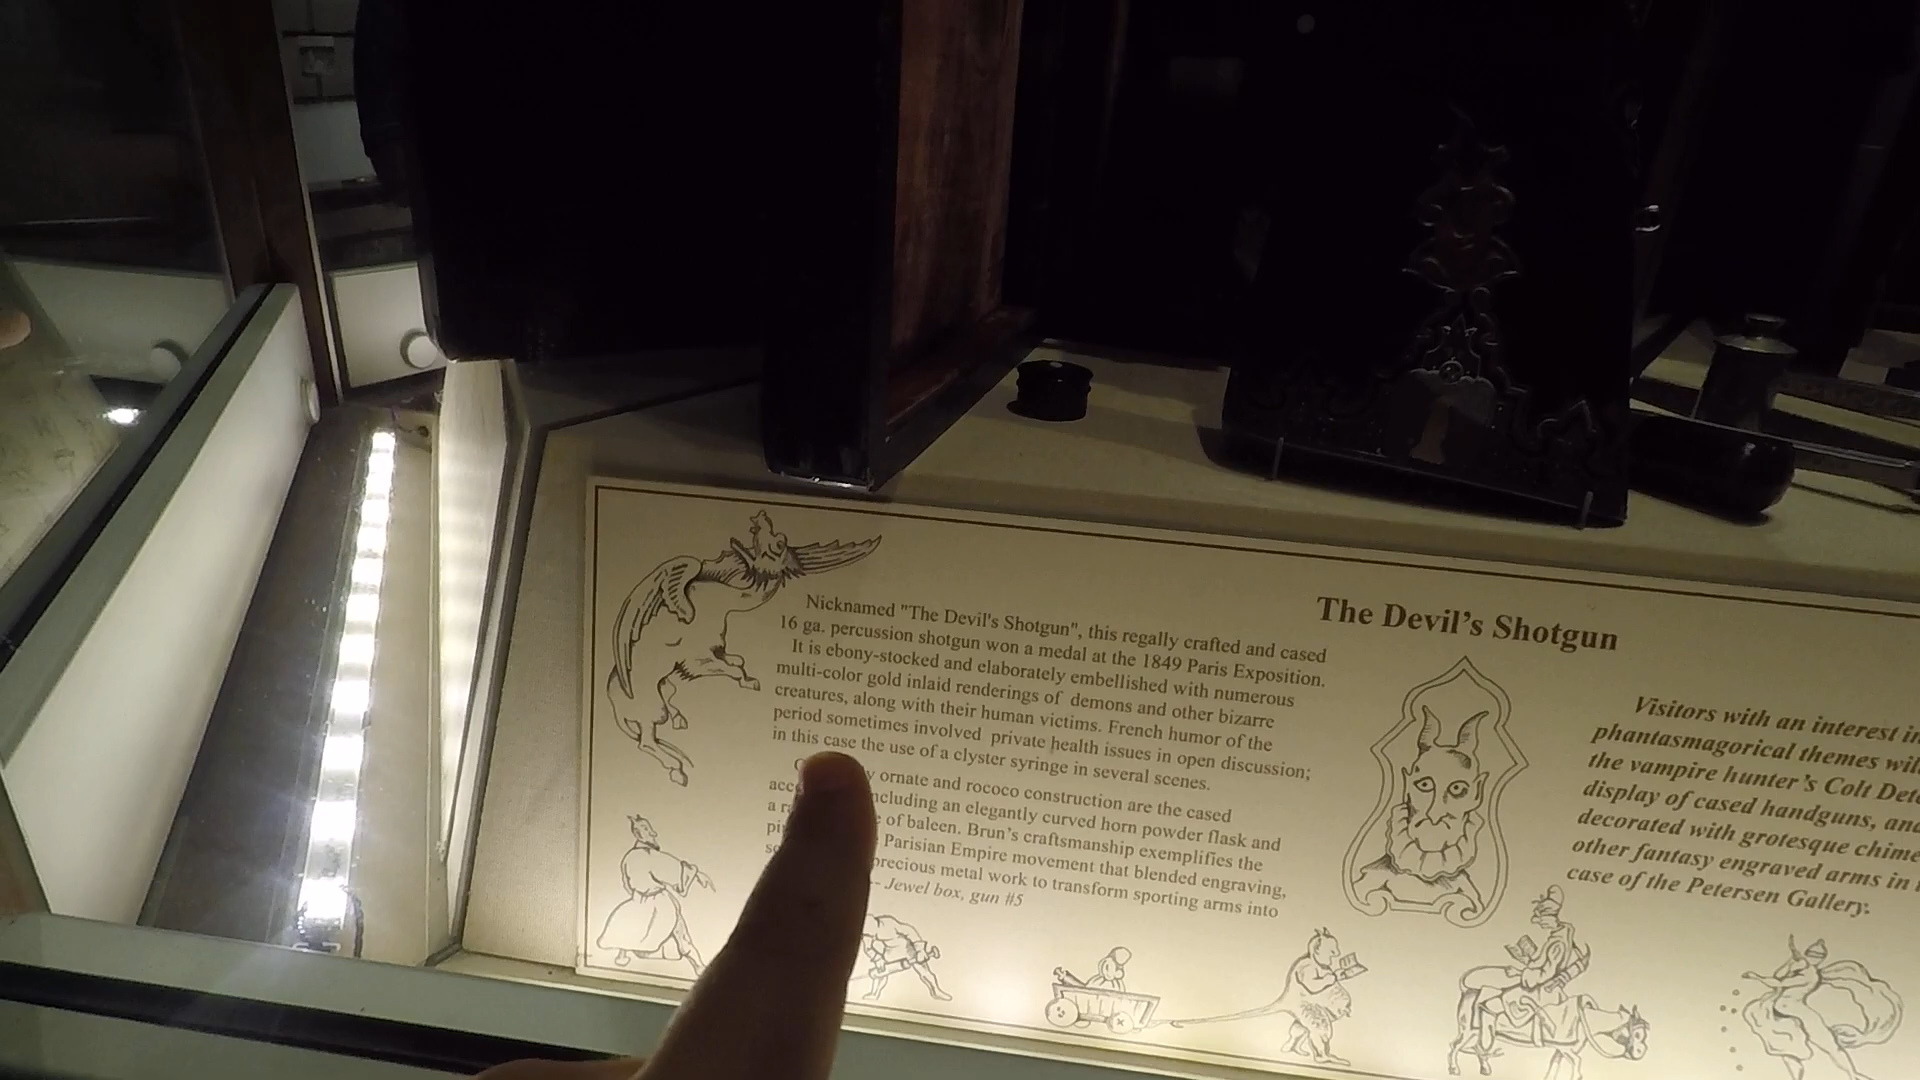 The Devil's Shotgun
Nicknamed "The Devil's Shotgun", this regally crafted and cased
16 ga. percussion shotgun won a medal at the 1849 Paris Exposition.
It is ebony-stocked and elaborately embellished with numerous
multi-color gold inlaid renderings of demons and other bizarre
creatures, along with their human victims. French humor of the
period sometimes involved private health issues in open discussion;
in this case the use of a clyster syringe in several scenes.
ornate and rococo construction are the cased
including an elegantly curved horn powder flask and
a of baleen. Brun's craftsmanship exemplifies the
Parisian Empire movement that blended engraving,
precious metal work to transform sporting arms into
-- Jewel box, gun #5
Visitors with an interest in
phantasmagorical themes
the vampire hunter's Colt
display of cased handguns, and
decorated with grotesque
other fantasy engraved arms in
case of the Petersen Gallery.